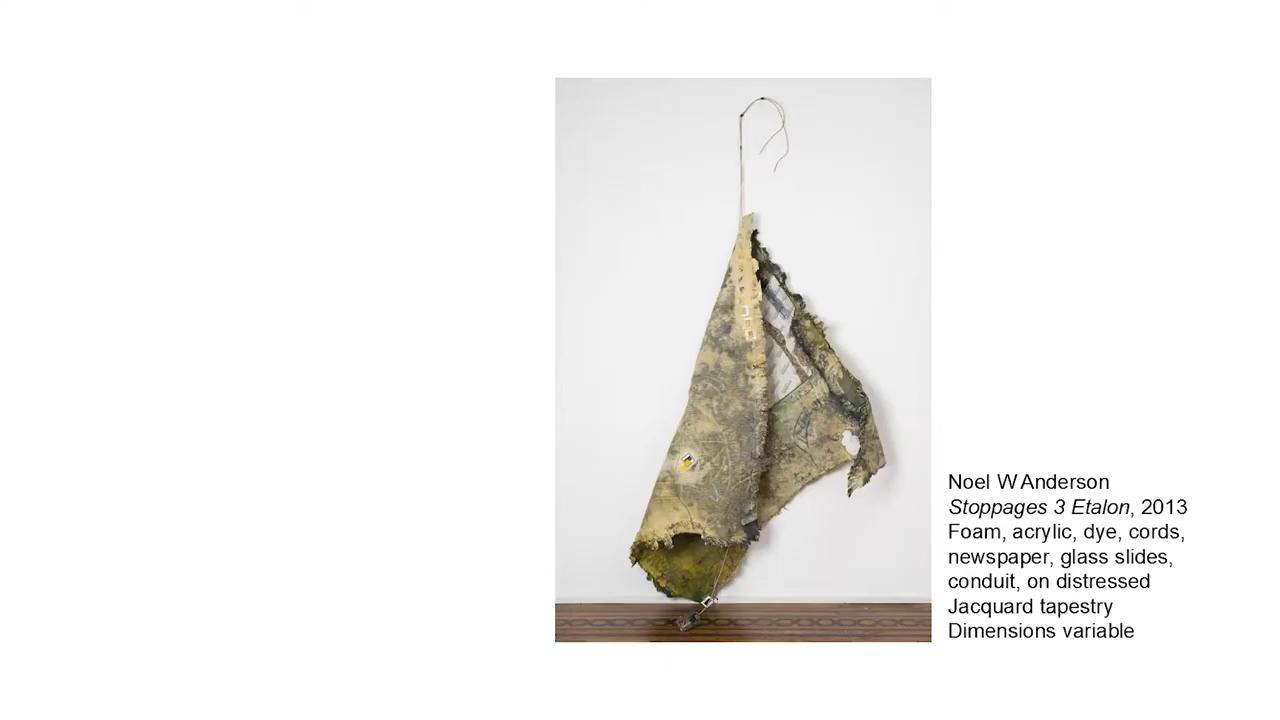 Noel W Anderson
Stoppages 3 Etalon, 2013
Foam, acrylic, dye, cords,
newspaper, glass slides,
conduit, on distressed
Jacquard tapestry
Dimensions variable